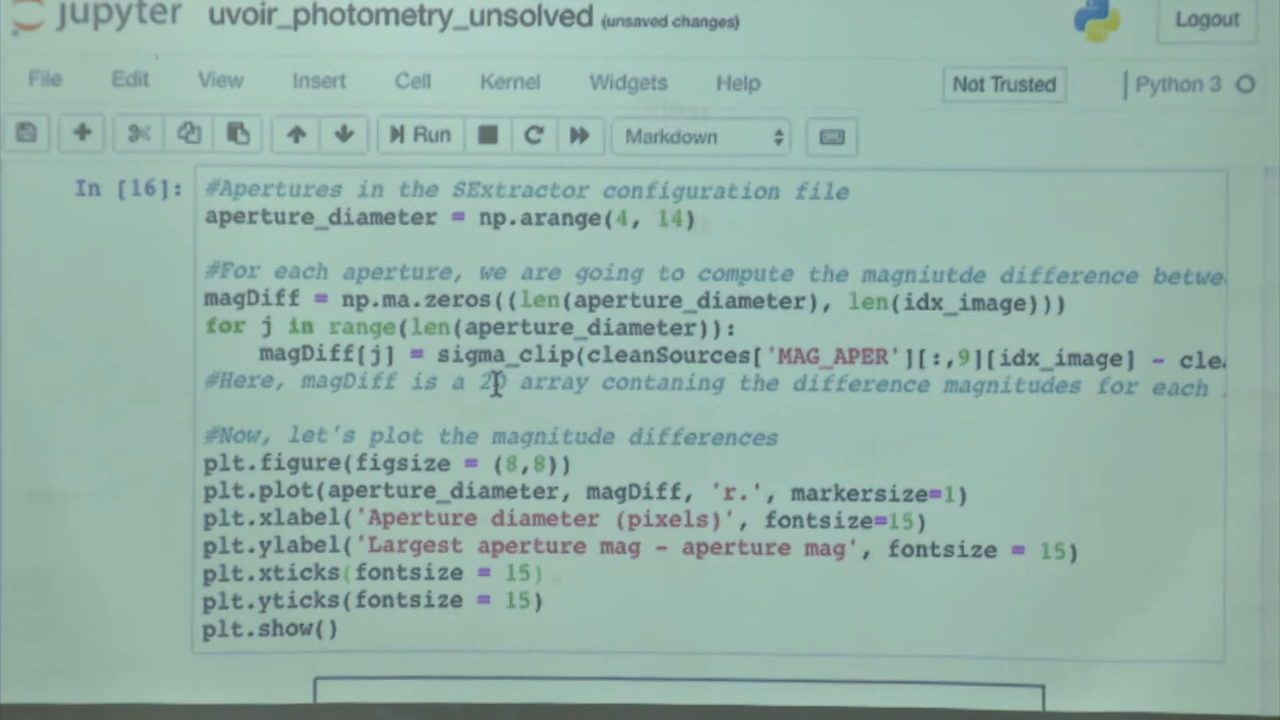 jupyter uvoir_photometry_unsolved (unsaved changes) Logout
File Edit View Insert Cell Kernel Widgets Help Not Trusted Python 3
Run Markdown
In [16]: #Apertures in the SExtractor configuration file
aperture_diameter = np.arange(4, 14)
#For each aperture, we are going to compute the magniutde difference betwe
magDiff = np.ma.zeros((len(aperture_diameter), len(idx_image)))
for j in range(len(aperture_diameter)):
magDiff[j] = sigma_clip(cleanSources['MAG_APER'][:,9][idx_image] - clea
#Here, magDiff is a 2D array contaning the difference magnitudes for each
#Now, let's plot the magnitude differences
plt.figure(figsize = (8,8))
plt.plot(aperture_diameter, magDiff, 'r.', markersize=1)
plt.xlabel('Aperture diameter (pixels)', fontsize=15)
plt.ylabel('Largest aperture mag - aperture mag', fontsize = 15)
plt.xticks(fontsize = 15)
plt.yticks(fontsize = 15)
plt.show()